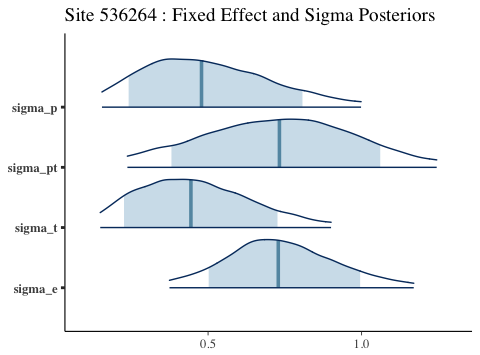 Site 536264 : Fixed Effect and Sigma Posteriors
sigma_p
sigma_pt
sigma_t
sigma_e
0.5 1.0